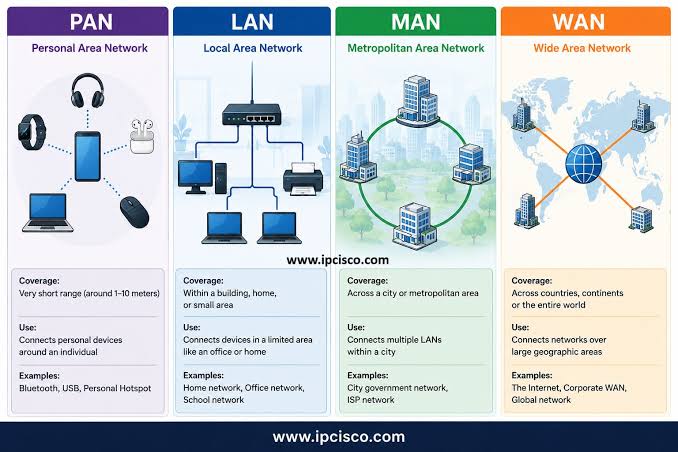 PAN
Personal Area Network
LAN
Local Area Network
MAN
Metropolitan Area Network
WAN
Wide Area Network
www.ipcisco.com
Coverage:
Very short range (around 1–10 meters)
Use:
Connects personal devices
around an individual
Examples:
Bluetooth, USB, Personal Hotspot
Coverage:
Within a building, home,
or small area
Use:
Connects devices in a limited area
like an office or home
Examples:
Home network, Office network,
School network
Coverage:
Across a city or metropolitan area
Use:
Connects multiple LANs
within a city
Examples:
City government network,
ISP network
Coverage:
Across countries, continents
or the entire world
Use:
Connects networks over
large geographic areas
Examples:
The Internet, Corporate WAN,
Global network
www.ipcisco.com